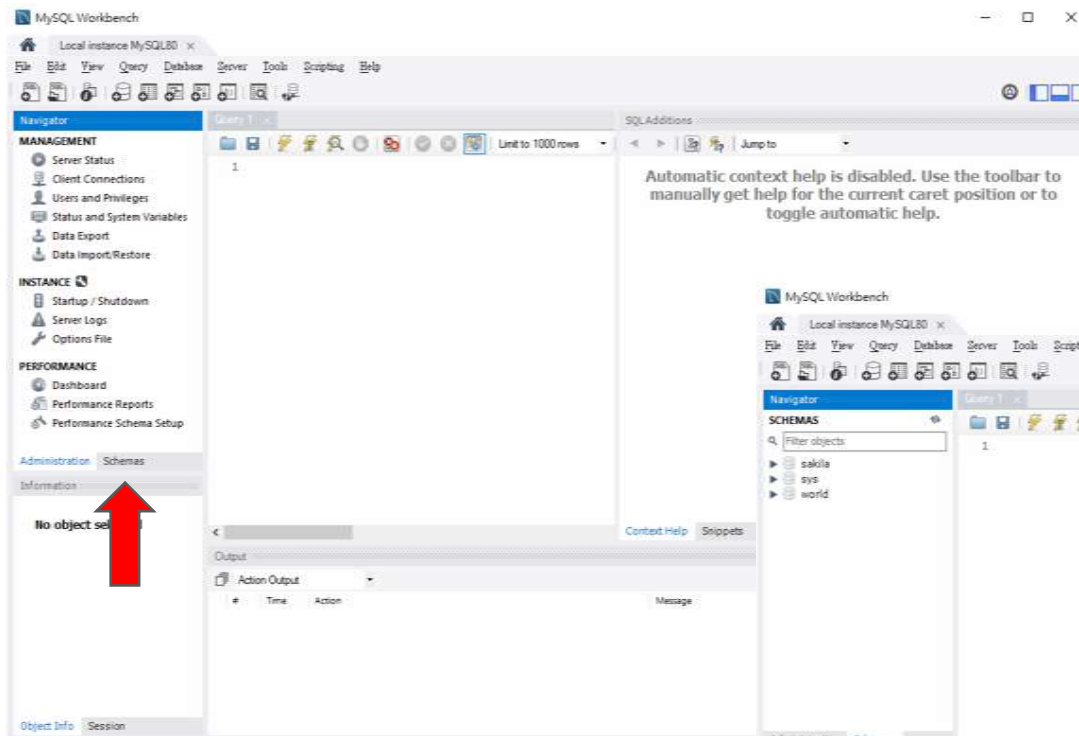 MySQL Workbench
Local instance MySQL80
File Edit View Query Database Server Tools Scripting Help
Navigator
MANAGEMENT
Server Status
Client Connections
Users and Privileges
Status and System Variables
Data Export
Data Import/Restore
INSTANCE
Startup / Shutdown
Server Logs
Options File
PERFORMANCE
Dashboard
Performance Reports
Performance Schema Setup
Administration Schemas
Information
No object
Object Info Session
Query 1
Limit to 1000 rows
1
Output
Action Output
# Time Action Message
SQLAdditions
Jump to
Automatic context help is disabled. Use the toolbar to
manually get help for the current caret position or to
toggle automatic help.
Context Help Snippets
MySQL Workbench
Local instance MySQL80
File Edit View Query Database Server Tools
Navigator
SCHEMAS
Filter objects
sakila
sys
world
Query 1
1